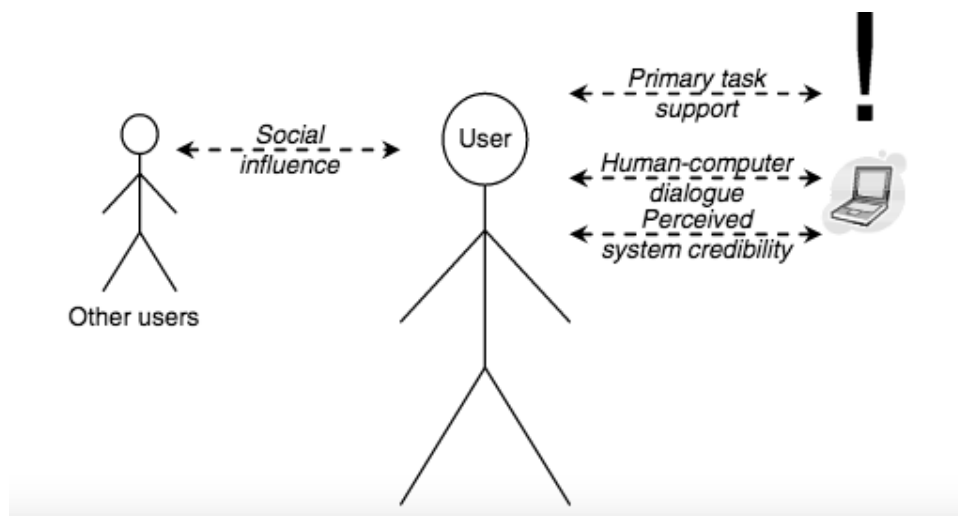 Primary task
support
User
Social
influence
Human-computer
dialogue
Perceived
system credibility
Other users